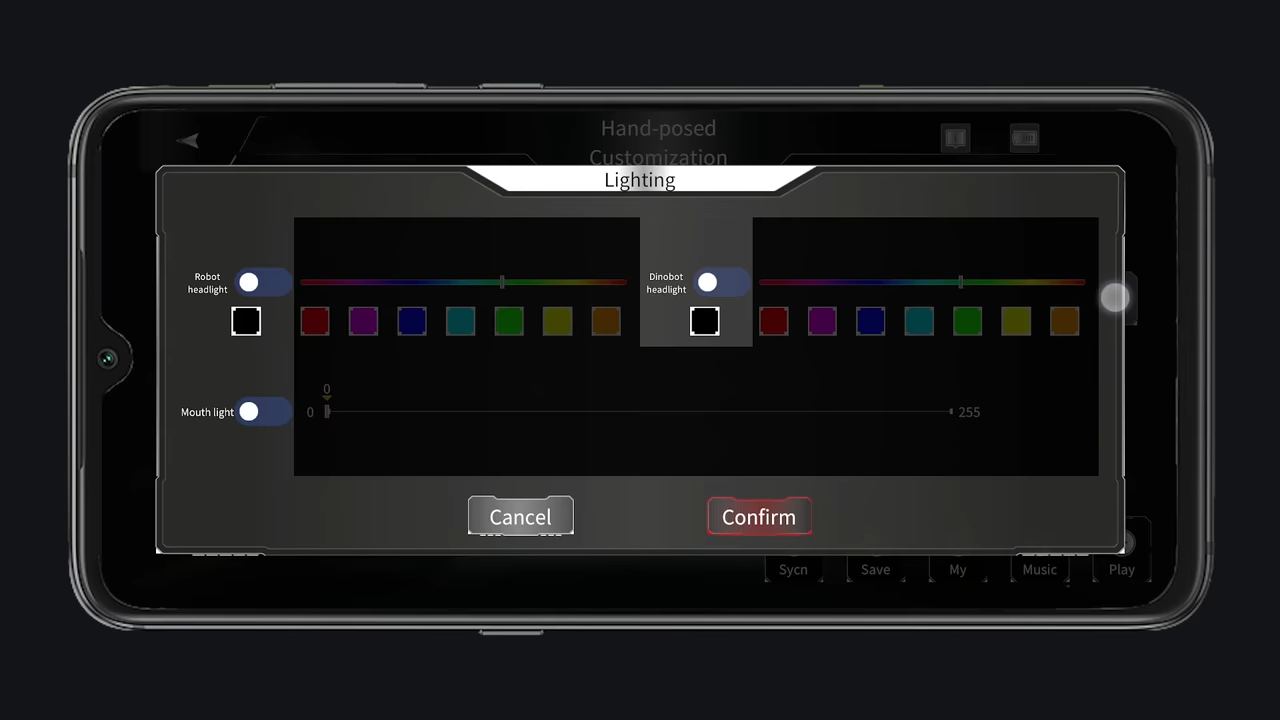 Hand-posed
Customization
Lighting
Robot
headlight
Dinobot
headlight
Mouth light
0
0
255
Cancel
Confirm
Sycn
Save
My
Music
Play